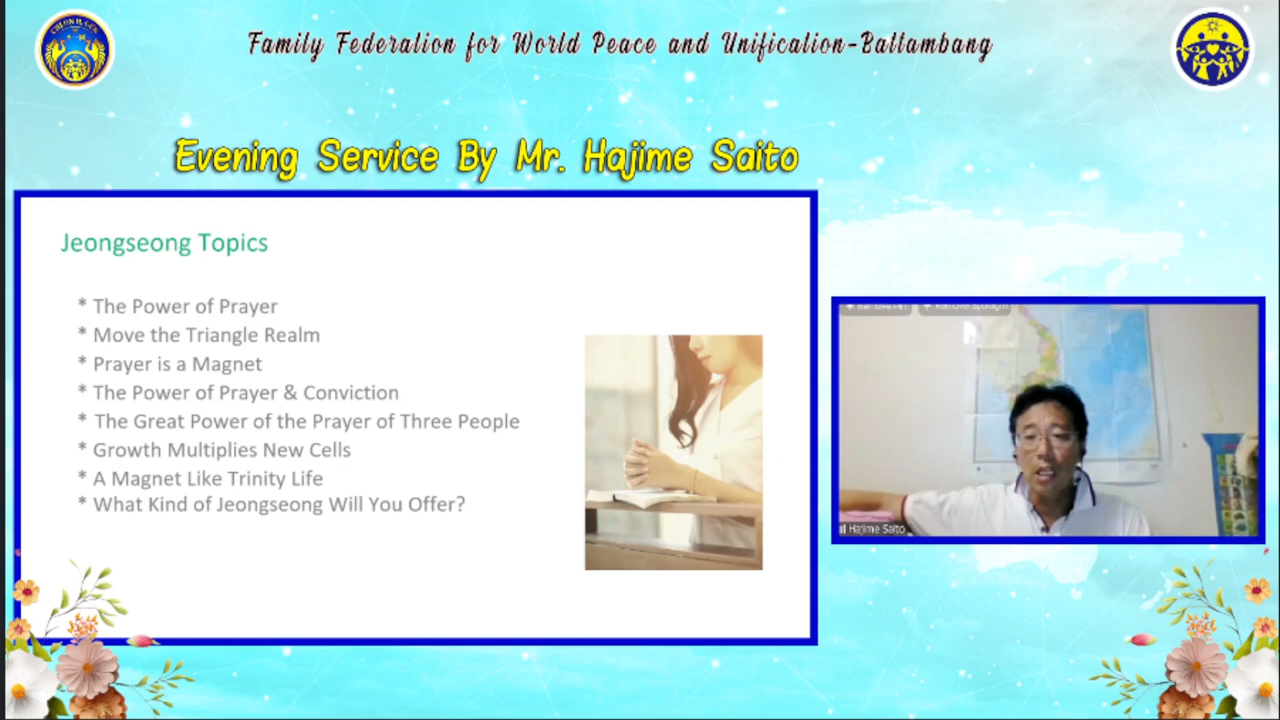 Family Federation for World Peace and Unification-Battambang
Evening Service By Mr. Hajime Saito
Jeongseong Topics
* The Power of Prayer
* Move the Triangle Realm
* Prayer is a Magnet
* The Power of Prayer & Conviction
* The Great Power of the Prayer of Three People
* Growth Multiplies New Cells
* A Magnet Like Trinity Life
* What Kind of Jeongseong Will You Offer?
Remove Spotlight
Hajime Saito